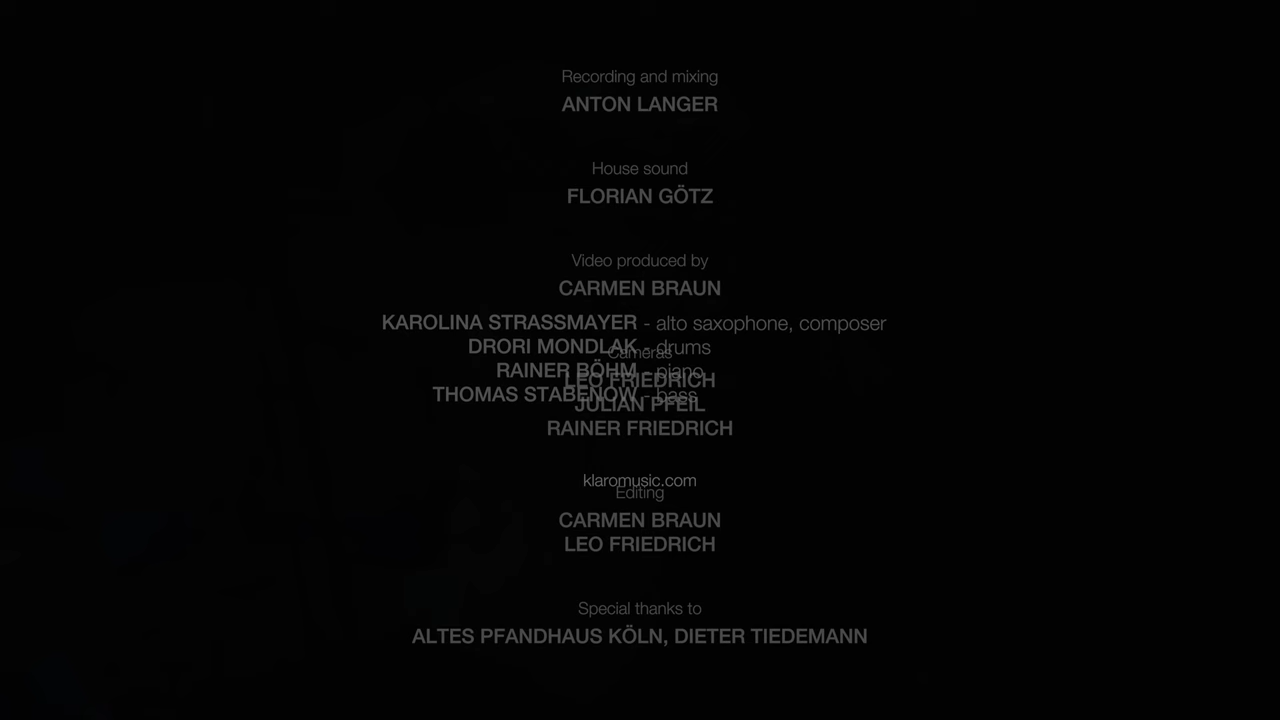 Recording and mixing
ANTON LANGER
House sound
FLORIAN GÖTZ
Video produced by
CARMEN BRAUN
KAROLINA STRASSMAYER - alto saxophone, composer
DRORI MONDLAK - drums
Cameras
RAINER BÖHM - piano
LEO FRIEDRICH
THOMAS STABENOW - bass
JULIAN PFEIL
RAINER FRIEDRICH
klaromusic.com
Editing
CARMEN BRAUN
LEO FRIEDRICH
Special thanks to
ALTES PFANDHAUS KÖLN, DIETER TIEDEMANN